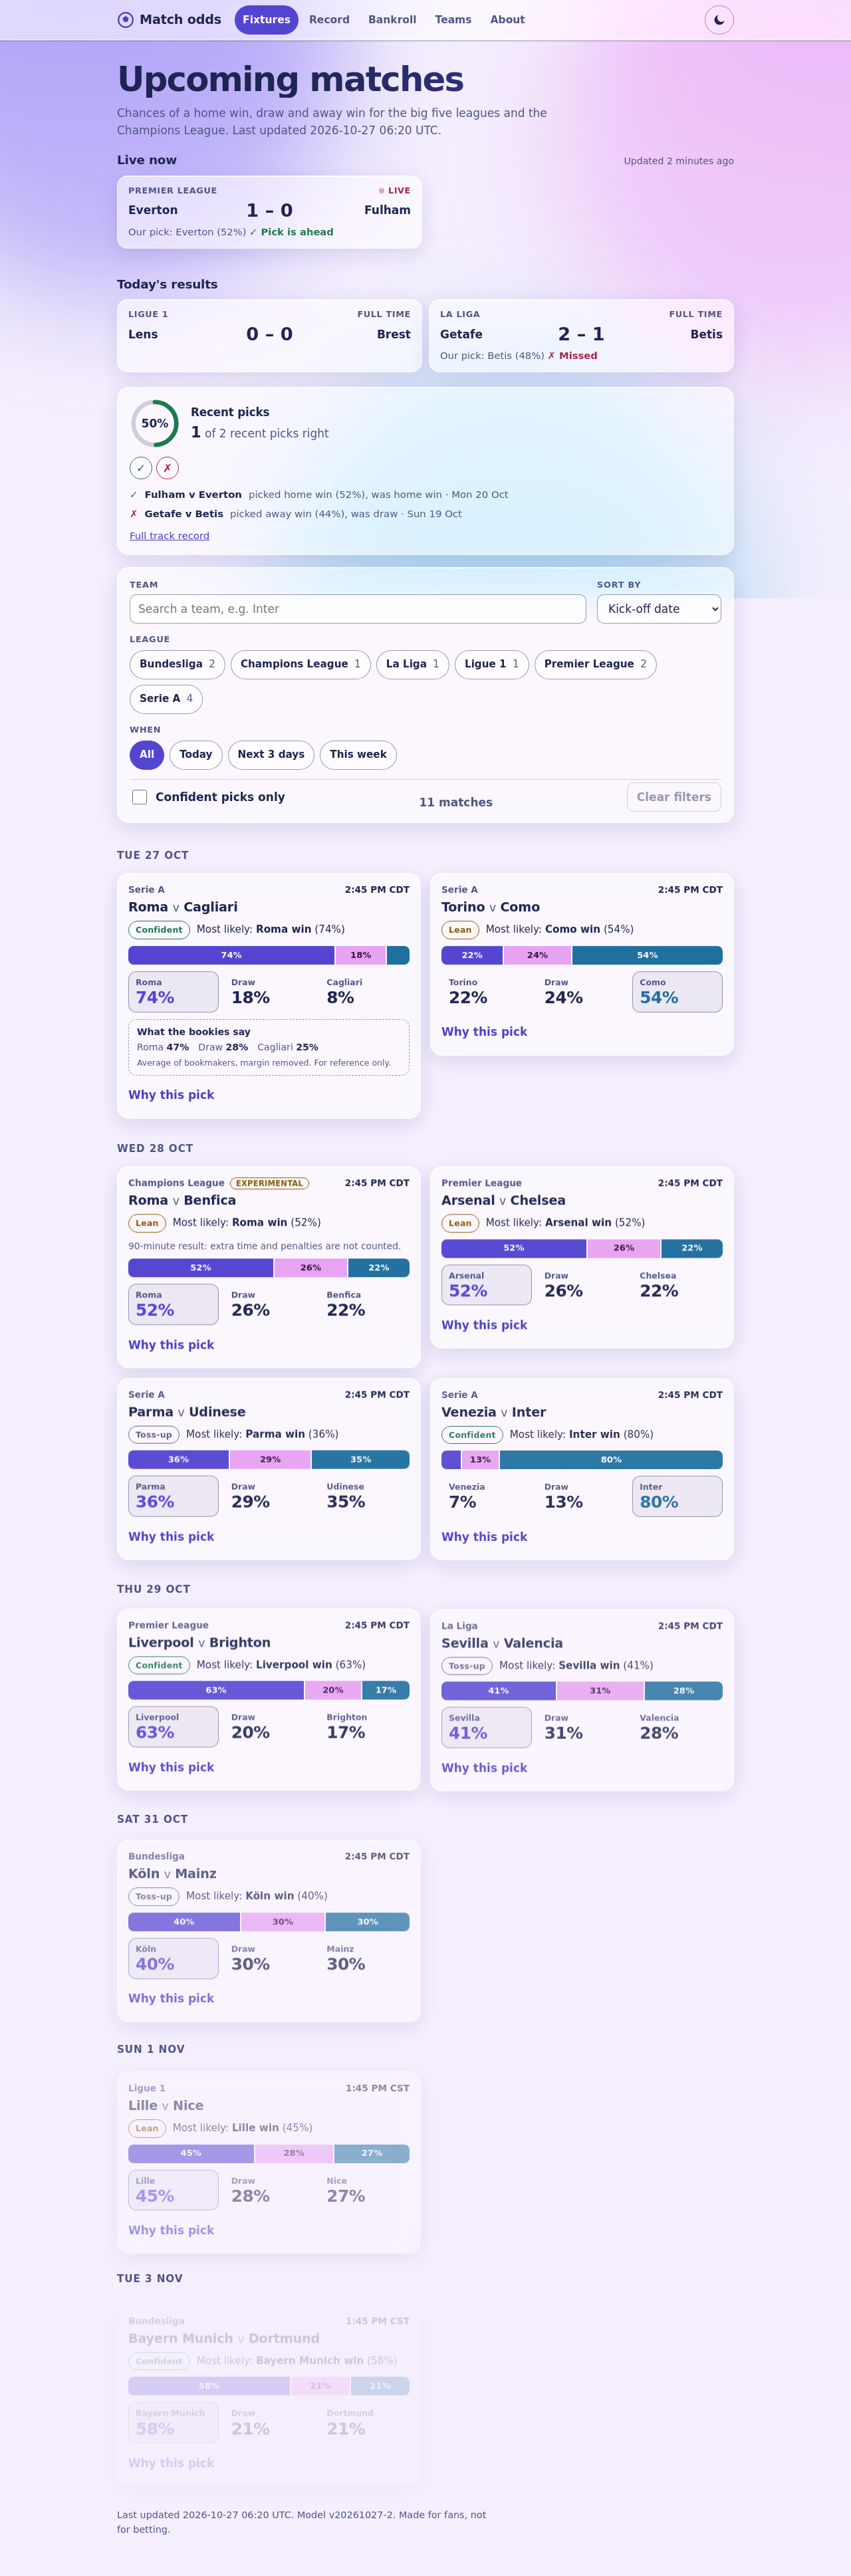 Match odds Fixtures Record Bankroll Teams About
Upcoming matches
Chances of a home win, draw and away win for the big five leagues and the
Champions League. Last updated 2026-10-27 06:20 UTC.
Live now Updated 2 minutes ago
PREMIER LEAGUE LIVE
Everton 1 – 0 Fulham
Our pick: Everton (52%) ✓ Pick is ahead
Today's results
LIGUE 1 FULL TIME
Lens 0 – 0 Brest
LA LIGA FULL TIME
Getafe 2 – 1 Betis
Our pick: Betis (48%) ✗ Missed
50%
Recent picks
1 of 2 recent picks right
✓ ✗
✓ Fulham v Everton picked home win (52%), was home win · Mon 20 Oct
✗ Getafe v Betis picked away win (44%), was draw · Sun 19 Oct
Full track record
TEAM SORT BY
Search a team, e.g. Inter Kick-off date
LEAGUE
Bundesliga 2 Champions League 1 La Liga 1 Ligue 1 1 Premier League 2
Serie A 4
WHEN
All Today Next 3 days This week
Confident picks only 11 matches Clear filters
TUE 27 OCT
Serie A 2:45 PM CDT
Roma v Cagliari
Confident Most likely: Roma win (74%)
74% 18%
Roma Draw Cagliari
74% 18% 8%
What the bookies say
Roma 47% Draw 28% Cagliari 25%
Average of bookmakers, margin removed. For reference only.
Why this pick
Serie A 2:45 PM CDT
Torino v Como
Lean Most likely: Como win (54%)
22% 24% 54%
Torino Draw Como
22% 24% 54%
Why this pick
WED 28 OCT
Champions League EXPERIMENTAL 2:45 PM CDT
Roma v Benfica
Lean Most likely: Roma win (52%)
90-minute result: extra time and penalties are not counted.
52% 26% 22%
Roma Draw Benfica
52% 26% 22%
Why this pick
Premier League 2:45 PM CDT
Arsenal v Chelsea
Lean Most likely: Arsenal win (52%)
52% 26% 22%
Arsenal Draw Chelsea
52% 26% 22%
Why this pick
Serie A 2:45 PM CDT
Parma v Udinese
Toss-up Most likely: Parma win (36%)
36% 29% 35%
Parma Draw Udinese
36% 29% 35%
Why this pick
Serie A 2:45 PM CDT
Venezia v Inter
Confident Most likely: Inter win (80%)
13% 80%
Venezia Draw Inter
7% 13% 80%
Why this pick
THU 29 OCT
Premier League 2:45 PM CDT
Liverpool v Brighton
Confident Most likely: Liverpool win (63%)
63% 20% 17%
Liverpool Draw Brighton
63% 20% 17%
Why this pick
La Liga 2:45 PM CDT
Sevilla v Valencia
Toss-up Most likely: Sevilla win (41%)
41% 31% 28%
Sevilla Draw Valencia
41% 31% 28%
Why this pick
SAT 31 OCT
Bundesliga 2:45 PM CDT
Köln v Mainz
Toss-up Most likely: Köln win (40%)
40% 30% 30%
Köln Draw Mainz
40% 30% 30%
Why this pick
SUN 1 NOV
Ligue 1 1:45 PM CST
Lille v Nice
Lean Most likely: Lille win (45%)
45% 28% 27%
Lille Draw Nice
45% 28% 27%
Why this pick
TUE 3 NOV
Bundesliga 1:45 PM CST
Bayern Munich v Dortmund
Confident Most likely: Bayern Munich win (58%)
58% 21% 21%
Bayern Munich Draw Dortmund
58% 21% 21%
Why this pick
Last updated 2026-10-27 06:20 UTC. Model v20261027-2. Made for fans, not
for betting.